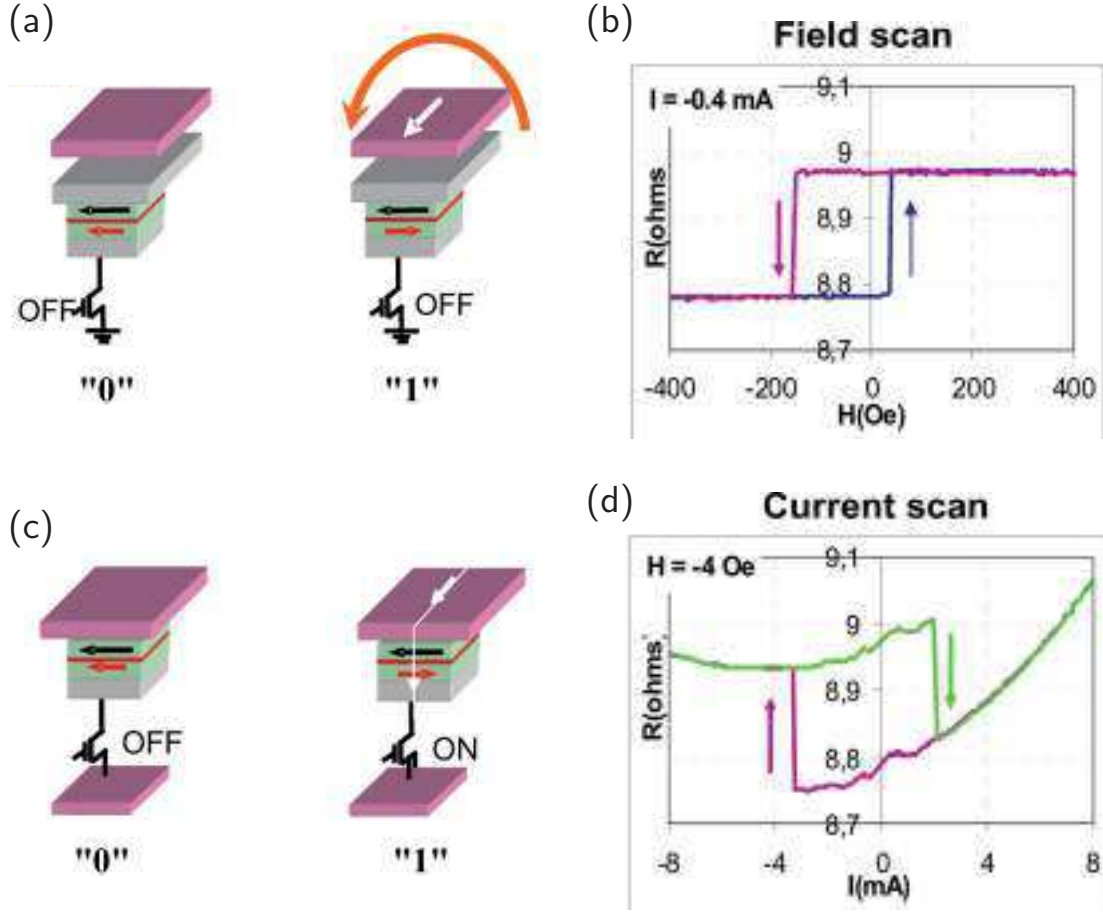 (a)
OFF
OFF
"0"
"1"
(b)
Field scan
I = -0.4 mA
R(ohms
9,1
9
8,9
8,8
8,7
-400
-200
0
200
400
H(Oe)
(c)
OFF
ON
"0"
"1"
(d)
Current scan
H = -4 Oe
R(ohms
9,1
9
8,9
8,8
8,7
-8
-4
0
4
8
I(mA)